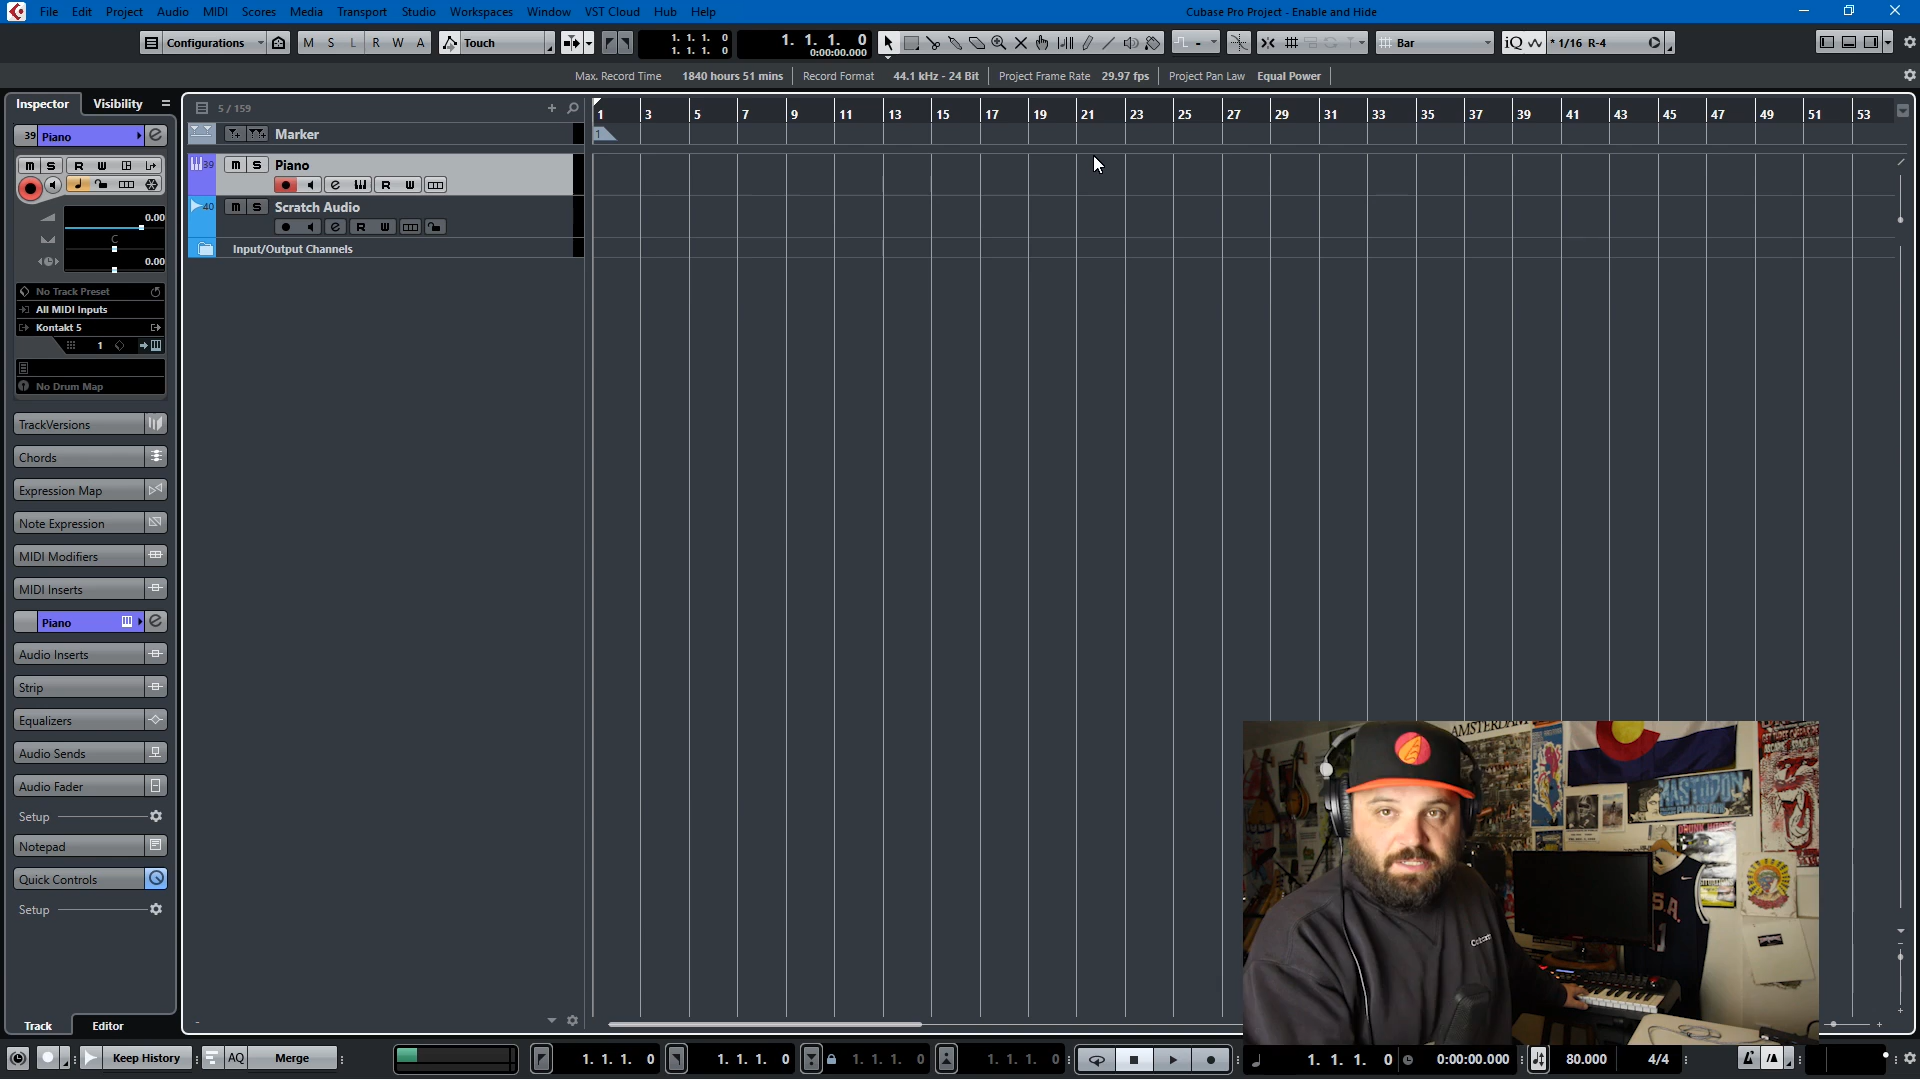 File Edit Project Audio MIDI Scores Media Transport Studio Workspaces Window VST Cloud Hub Help
Cubase Pro Project - Enable and Hide
Configurations
M S L R W A
Touch
1. 1. 1. 0
1. 1. 1. 0
1. 1. 1. 0
0:00:00.000
Bar
iQ
* 1/16 R-4
Max. Record Time 1840 hours 51 mins
Record Format 44.1 kHz - 24 Bit
Project Frame Rate 29.97 fps
Project Pan Law Equal Power
Inspector Visibility
5 / 159
1 3 5 7 9 11 13 15 17 19 21 23 25 27 29 31 33 35 37 39 41 43 45 47 49 51 53
39 Piano
Marker
1
m s R W
39 m s Piano
R W
40 m s Scratch Audio
R W
Input/Output Channels
0.00
C
0.00
No Track Preset
All MIDI Inputs
Kontakt 5
1
No Drum Map
TrackVersions
Chords
Expression Map
Note Expression
MIDI Modifiers
MIDI Inserts
Piano
Audio Inserts
Strip
Equalizers
Audio Sends
Audio Fader
Setup
Notepad
Quick Controls
Setup
AMSTERDAM
MASTODON
S.A.
Track Editor
Keep History
AQ
Merge
1. 1. 1. 0
1. 1. 1. 0
1. 1. 1. 0
1. 1. 1. 0
1. 1. 1. 0
0:00:00.000
80.000
4/4